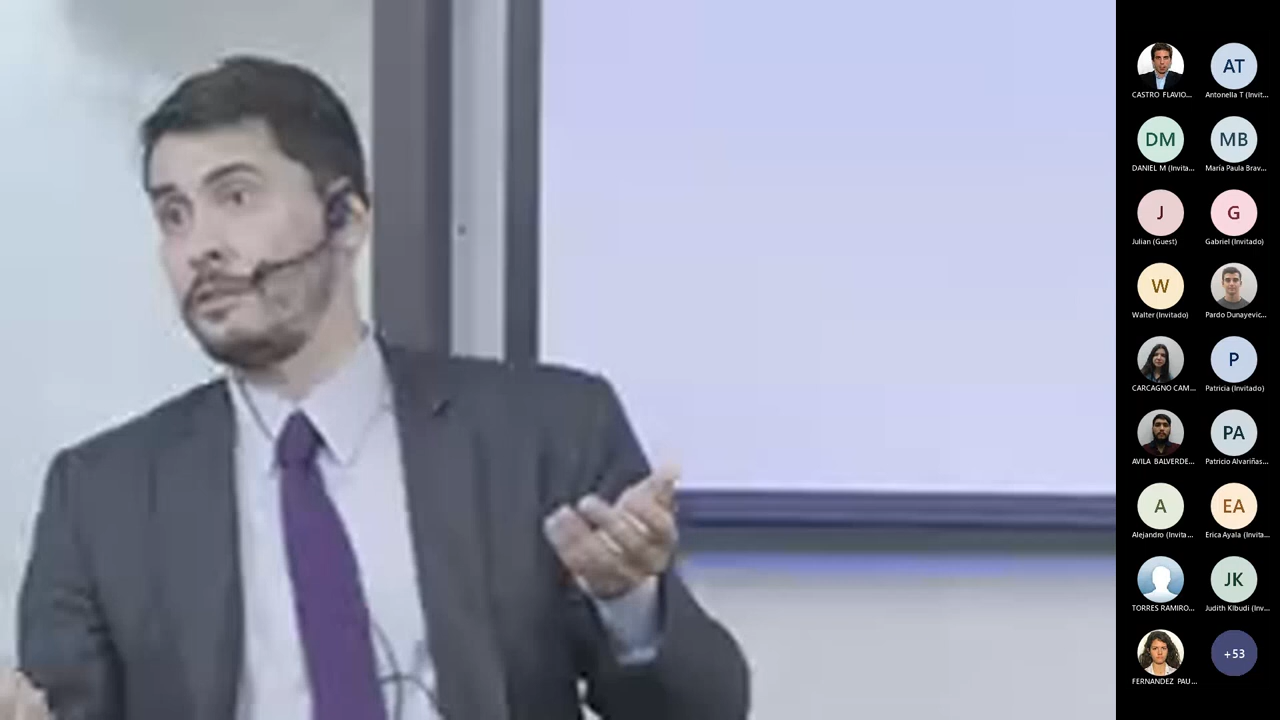 CASTRO FLAVIO...
AT
Antonella T (Invit...
DM
DANIEL M (Invita...
MB
María Paula Brav...
J
Julian (Guest)
G
Gabriel (Invitado)
W
Walter (Invitado)
Pardo Dunayevic...
CARCAGNO CAM...
P
Patricia (Invitado)
AVILA BALVERDE...
PA
Patricio Alvariñas...
A
Alejandro (Invita...
EA
Erica Ayala (Invita...
TORRES RAMIRO...
JK
Judith Klbudi (Inv...
FERNANDEZ PAU...
+53